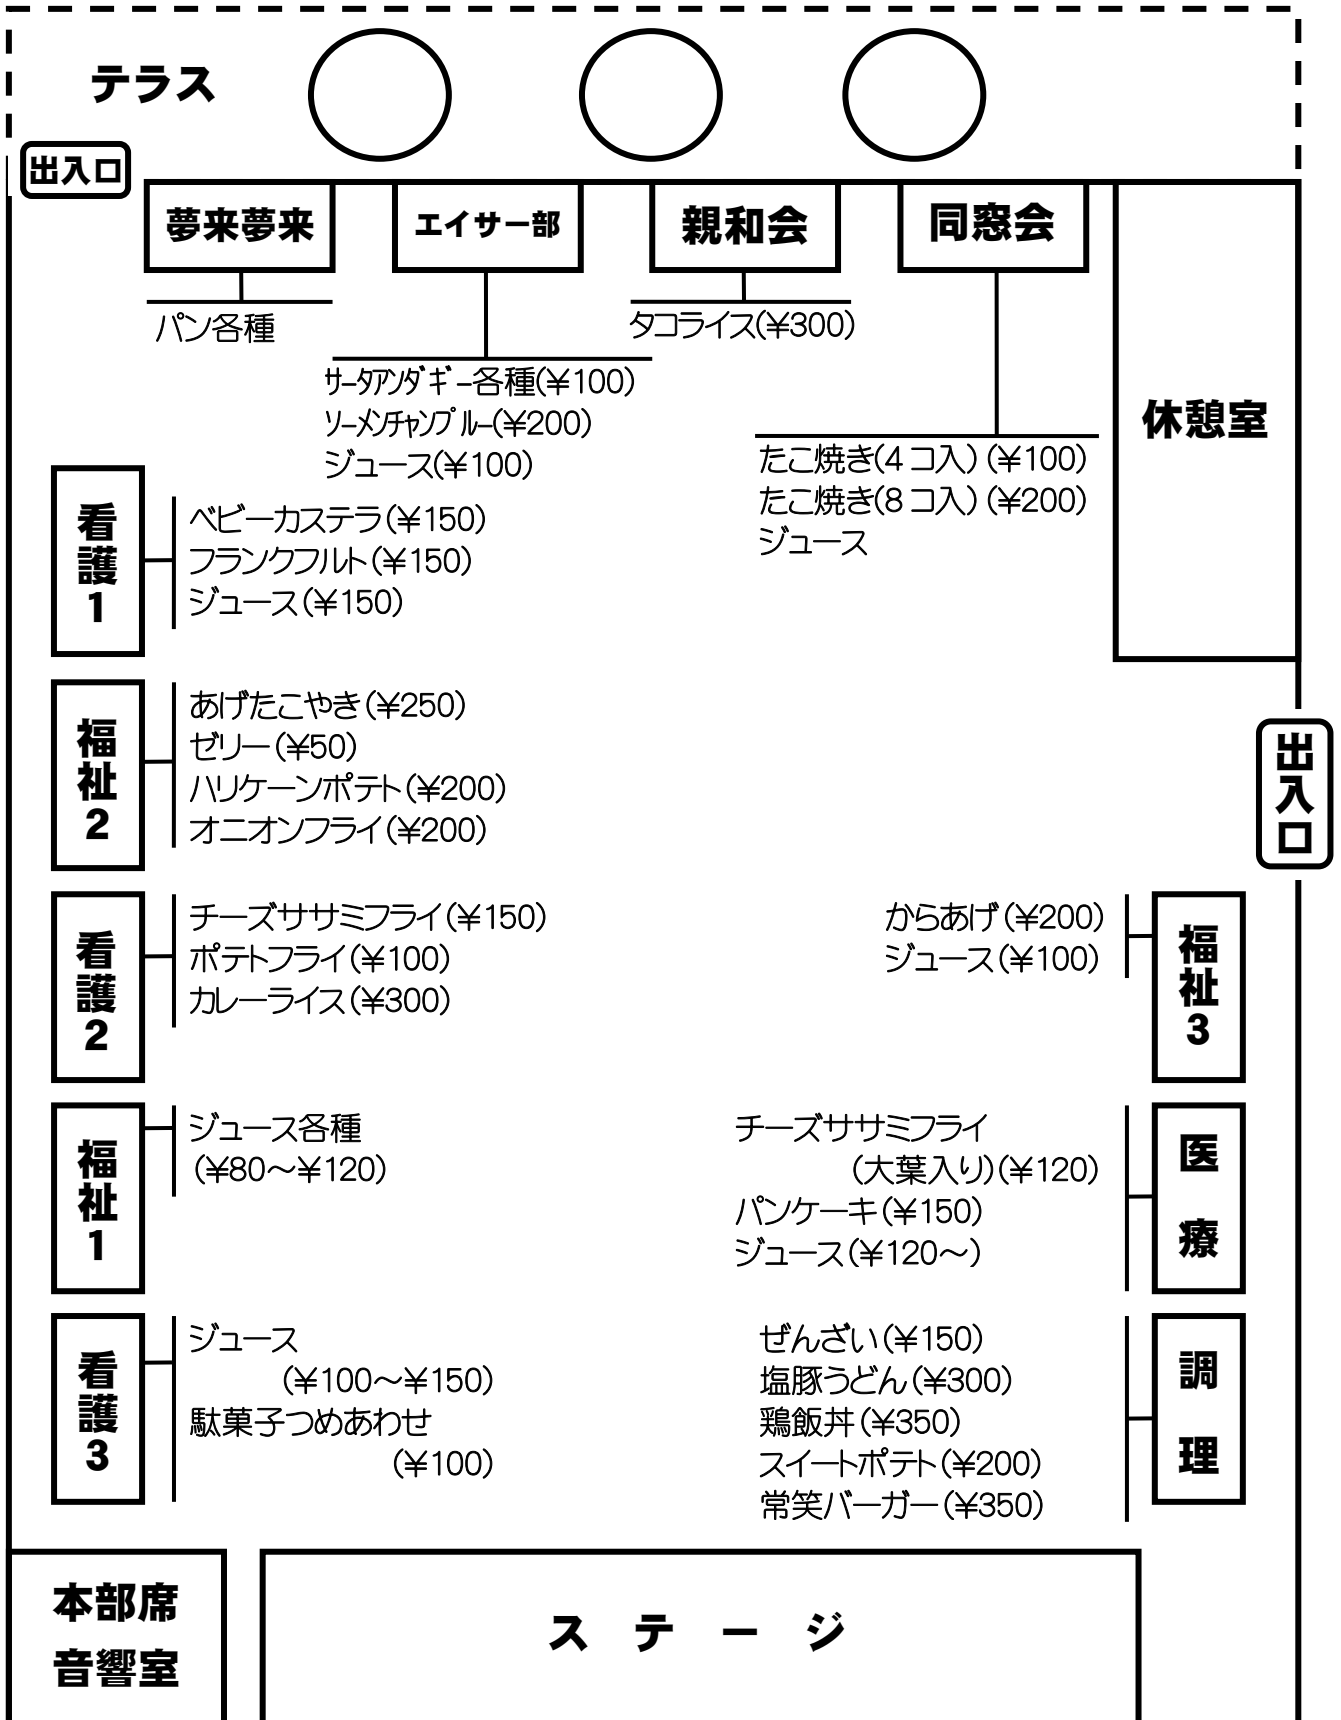 テラス
出入口
夢来夢来
エイサー部
親和会
同窓会
パン各種
サータアンダギー各種(¥100)
ソーメンチャンプルー(¥200)
ジュース(¥100)
タコライス(¥300)
たこ焼き(4コ入)(¥100)
たこ焼き(8コ入)(¥200)
ジュース
休憩室
看護1
ベビーカステラ(¥150)
フランクフルト(¥150)
ジュース(¥150)
福祉2
あげたこやき(¥250)
ゼリー(¥50)
ハリケーンポテト(¥200)
オニオンフライ(¥200)
出入口
看護2
チーズササミフライ(¥150)
ポテトフライ(¥100)
カレーライス(¥300)
からあげ(¥200)
ジュース(¥100)
福祉3
福祉1
ジュース各種
(¥80～¥120)
チーズササミフライ
(大葉入り)(¥120)
パンケーキ(¥150)
ジュース(¥120～)
医療
看護3
ジュース
(¥100～¥150)
駄菓子つめあわせ
(¥100)
ぜんざい(¥150)
塩豚うどん(¥300)
鶏飯丼(¥350)
スイートポテト(¥200)
常笑バーガー(¥350)
調理
本部席
音響室
ステージ